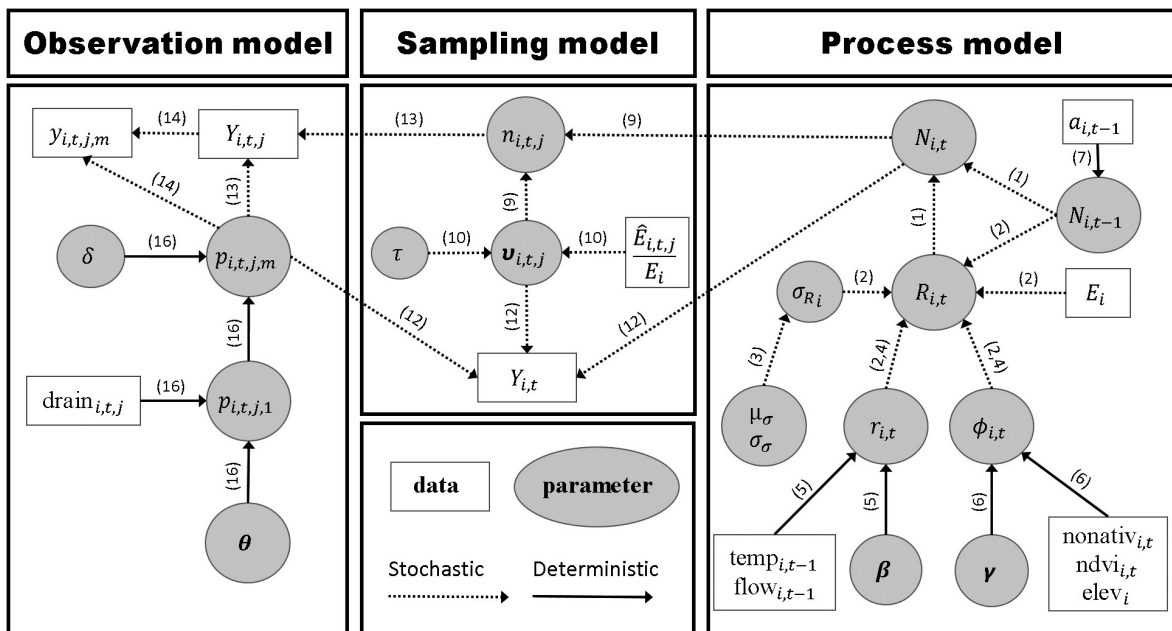 Observation model
Sampling model
Process model
y_{i,t,j,m}
(14)
Y_{i,t,j}
(13)
n_{i,t,j}
(9)
N_{i,t}
a_{i,t−1}
(7)
(14)
(13)
(9)
(1)
(1)
N_{i,t−1}
(2)
δ
(16)
p_{i,t,j,m}
τ
(10)
υ_{i,t,j}
(10)
Ê_{i,t,j}
E_i
σ_{R_i}
(2)
R_{i,t}
(2)
E_i
(12)
(12)
(12)
(16)
Y_{i,t}
(3)
(2,4)
(2,4)
drain_{i,t,j}
(16)
p_{i,t,j,1}
μ_σ
σ_σ
r_{i,t}
ϕ_{i,t}
(16)
θ
data
parameter
Stochastic
Deterministic
(5)
(5)
(6)
(6)
temp_{i,t−1}
flow_{i,t−1}
β
γ
nonativ_{i,t}
ndvi_{i,t}
elev_i